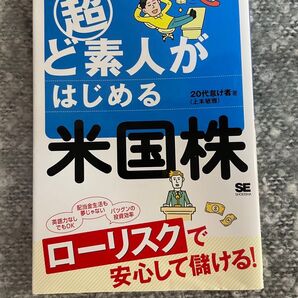 超
ど素人が
はじめる
20代怠け者 著
(上本敏雅)
米国株
SE
SHOEISHA
英語力なし
でもOK
配当金生活も
夢じゃない
バツグンの
投資効率
ローリスクで
安心して儲ける!